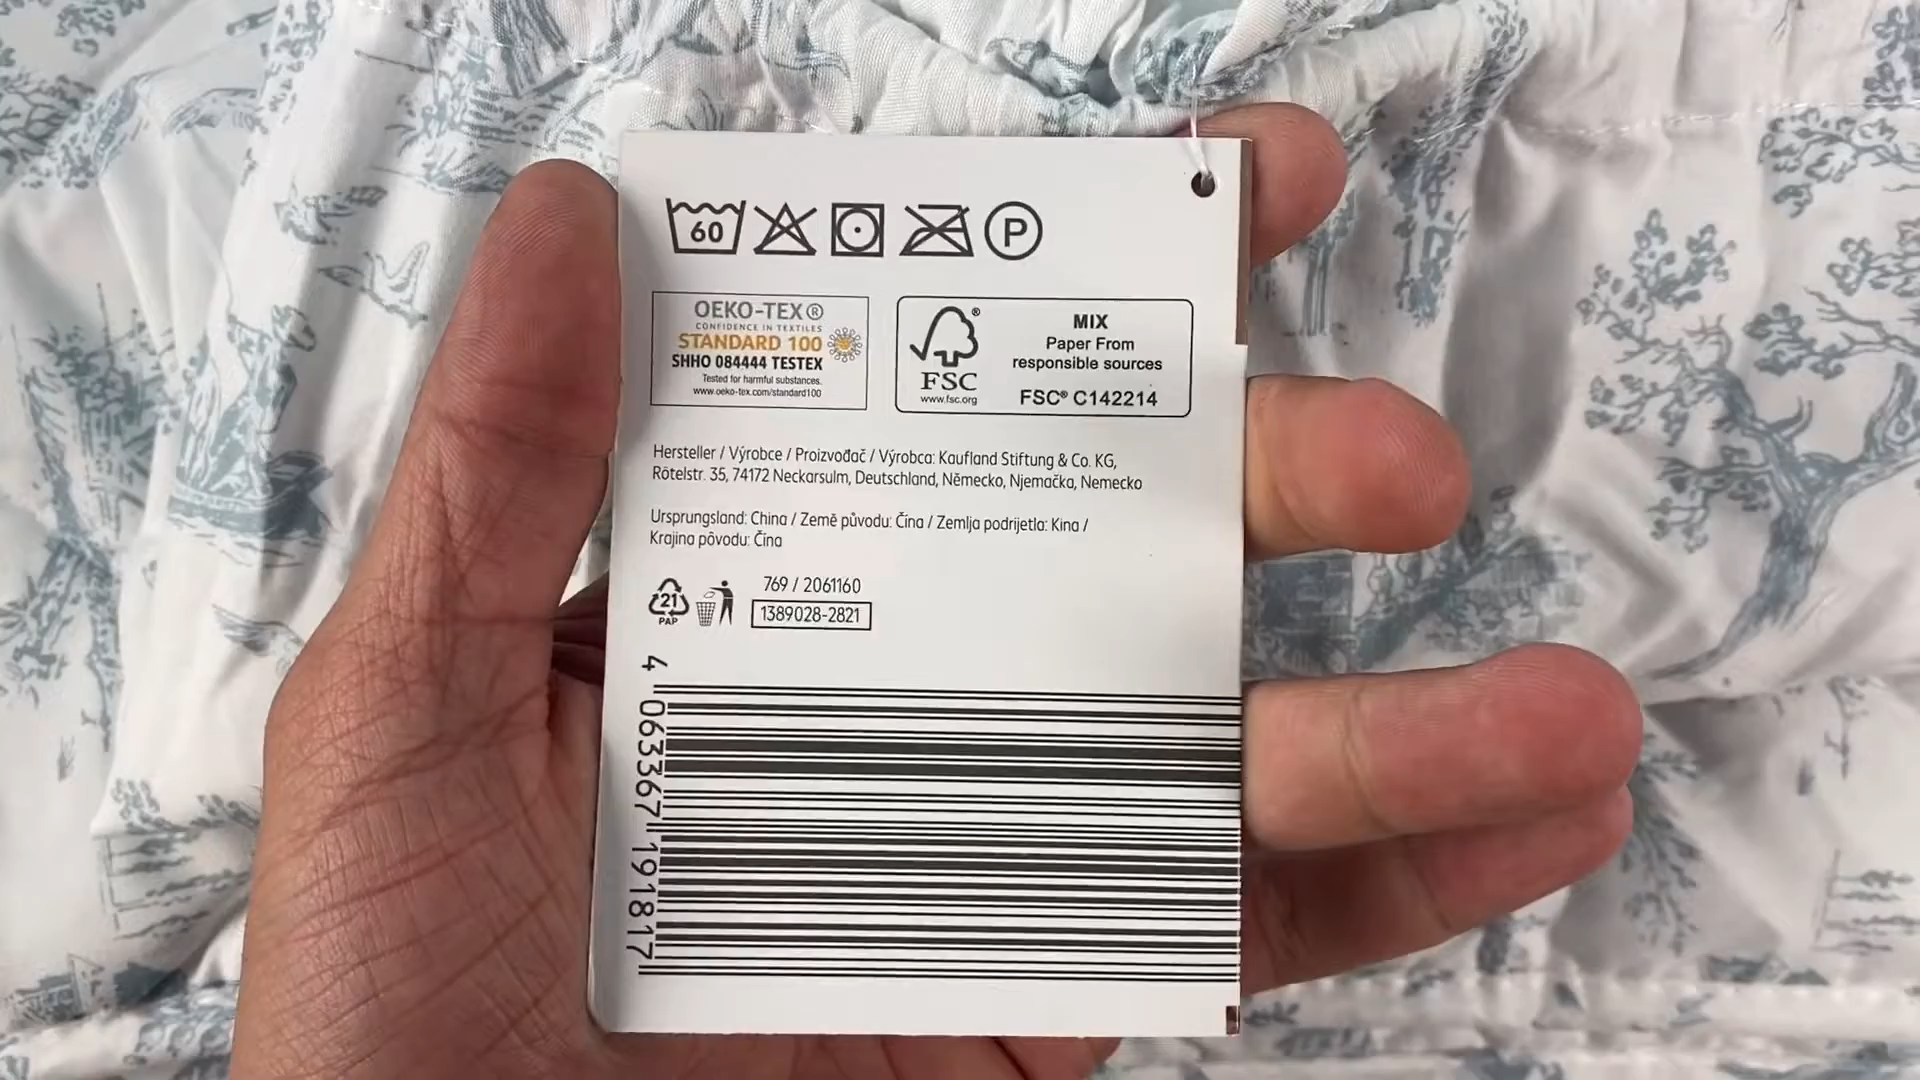 60
P
OEKO-TEX®
CONFIDENCE IN TEXTILES
STANDARD 100
SHHO 084444 TESTEX
Tested for harmful substances.
www.oeko-tex.com/standard100
®
FSC
www.fsc.org
MIX
Paper From
responsible sources
FSC® C142214
Hersteller / Výrobce / Proizvođač / Výrobca: Kaufland Stiftung & Co. KG,
Rötelstr. 35, 74172 Neckarsulm, Deutschland, Německo, Njemačka, Nemecko
Ursprungsland: China / Země původu: Čína / Zemlja podrijetla: Kina /
Krajina pôvodu: Čína
21
PAP
769 / 2061160
1389028-2821
4 063367 191817